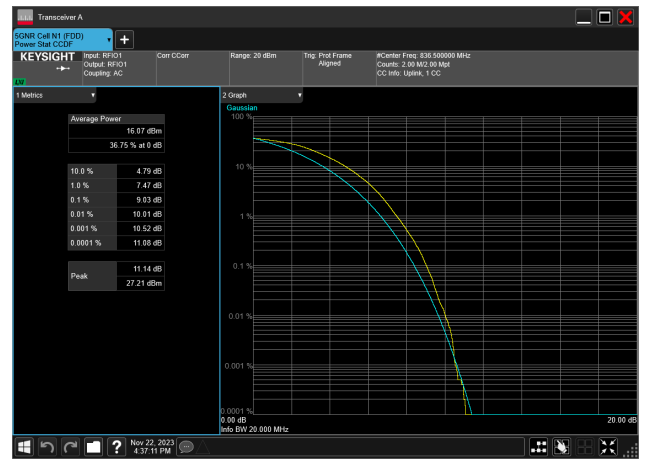 Transceiver A
5GNR Cell N1 (FDD)
Power Stat CCDF
KEYSIGHT
LXI
Input: RFIO1
Output: RFIO1
Coupling: AC
Corr CCorr
Range: 20 dBm
Trig: Prot Frame
Aligned
#Center Freq: 836.500000 MHz
Counts: 2.00 M/2.00 Mpt
CC Info: Uplink, 1 CC
1 Metrics
Average Power
16.07 dBm
36.75 % at 0 dB
10.0 % 4.79 dB
1.0 % 7.47 dB
0.1 % 9.03 dB
0.01 % 10.01 dB
0.001 % 10.52 dB
0.0001 % 11.08 dB
Peak
11.14 dB
27.21 dBm
2 Graph
Gaussian
100 %
10 %
1 %
0.1 %
0.01 %
0.001 %
0.0001 %
0.00 dB
20.00 dB
Info BW 20.000 MHz
Nov 22, 2023
4:37:11 PM